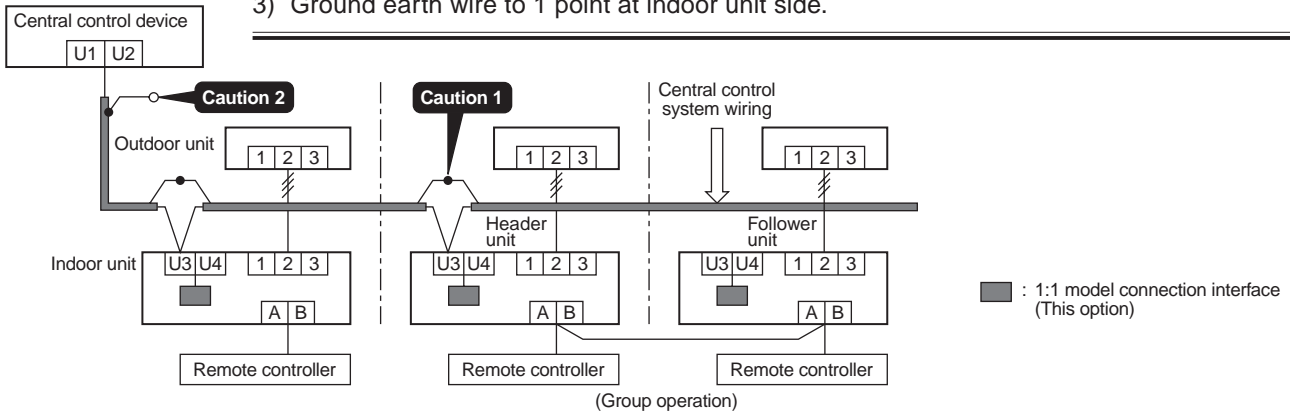 3) Ground earth wire to 1 point at indoor unit side.
Central control device
U1 U2
Caution 2
Caution 1
Central control
system wiring
Outdoor unit
1 2 3
1 2 3
1 2 3
Header
unit
Follower
unit
Indoor unit
U3 U4 1 2 3
U3 U4 1 2 3
U3 U4 1 2 3
A B
A B
A B
: 1:1 model connection interface
(This option)
Remote controller
Remote controller
Remote controller
(Group operation)